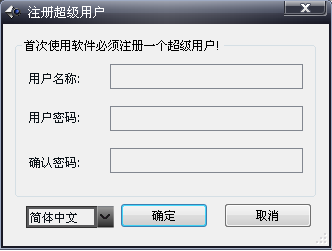 注册超级用户
首次使用软件必须注册一个超级用户!
用户名称:
用户密码:
确认密码:
简体中文 确定 取消